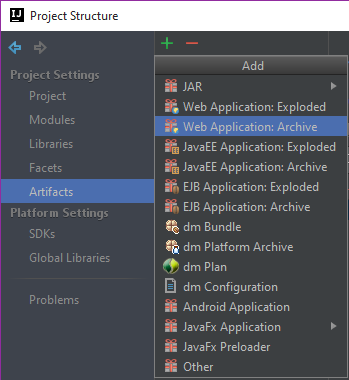 Project Structure
Project Settings
Project
Modules
Libraries
Facets
Artifacts
Platform Settings
SDKs
Global Libraries
Problems
Add
JAR
Web Application: Exploded
Web Application: Archive
JavaEE Application: Exploded
JavaEE Application: Archive
EJB Application: Exploded
EJB Application: Archive
dm Bundle
dm Platform Archive
dm Plan
dm Configuration
Android Application
JavaFx Application
JavaFx Preloader
Other